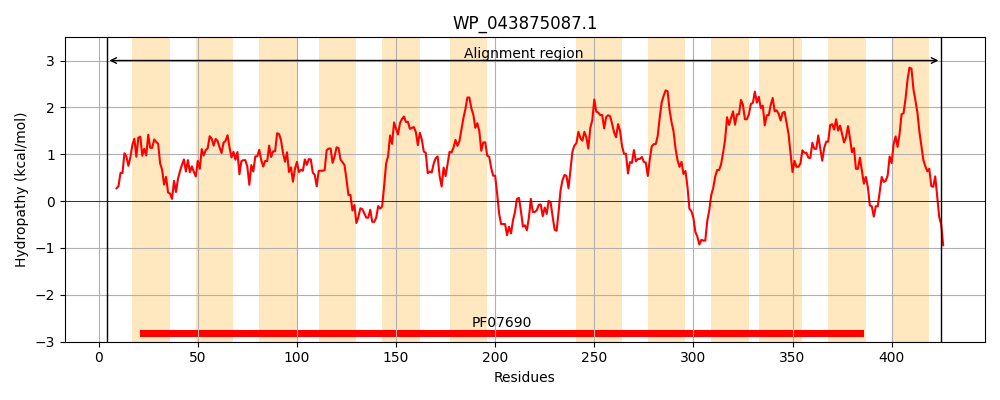 WP_043875087.1
Alignment region
PF07690
Hydropathy (kcal/mol)
3
2
1
0
−1
−2
−3
0 50 100 150 200 250 300 350 400
Residues